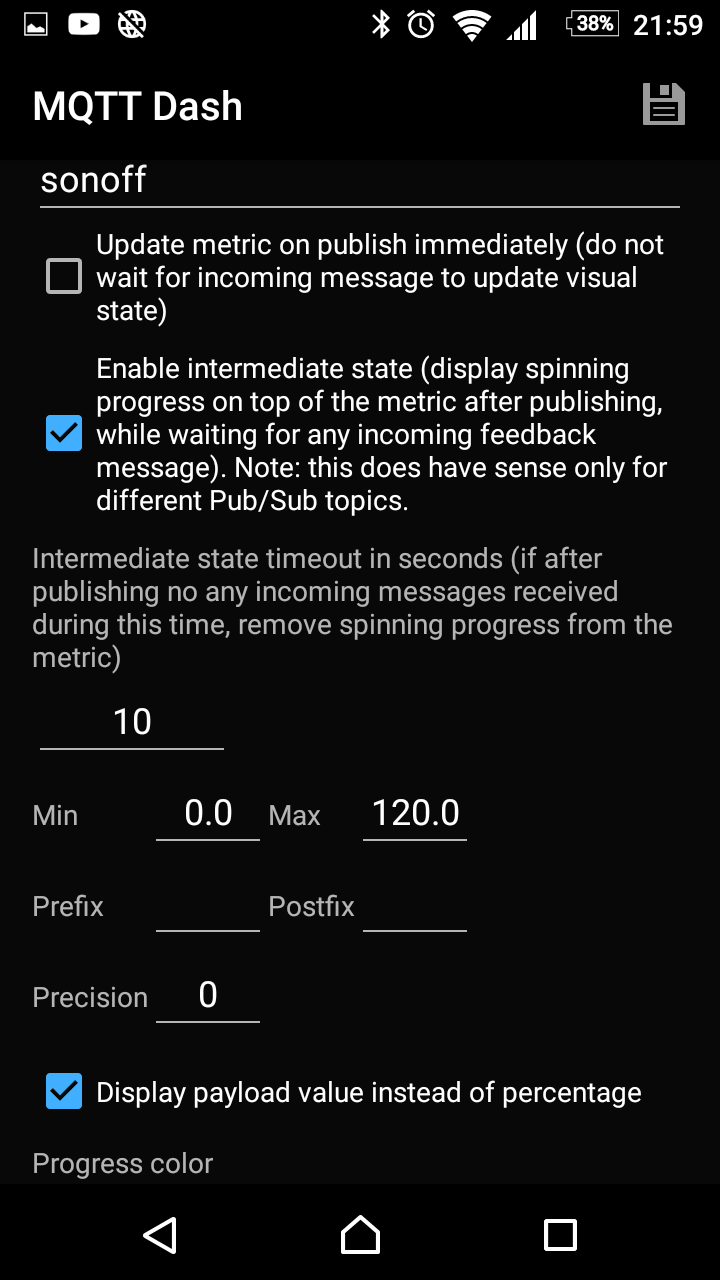 38% 21:59
MQTT Dash
sonoff
Update metric on publish immediately (do not
wait for incoming message to update visual
state)
Enable intermediate state (display spinning
progress on top of the metric after publishing,
while waiting for any incoming feedback
message). Note: this does have sense only for
different Pub/Sub topics.
Intermediate state timeout in seconds (if after
publishing no any incoming messages received
during this time, remove spinning progress from the
metric)
10
Min 0.0 Max 120.0
Prefix Postfix
Precision 0
Display payload value instead of percentage
Progress color